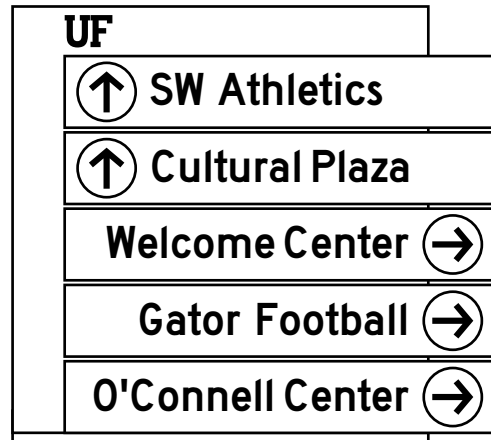 UF
SW Athletics
Cultural Plaza
Welcome Center
Gator Football
O'Connell Center